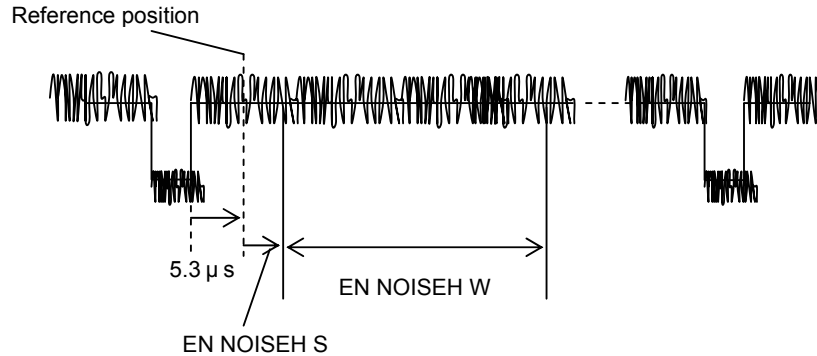 Reference position
5.3 μ s
EN NOISEH W
EN NOISEH S